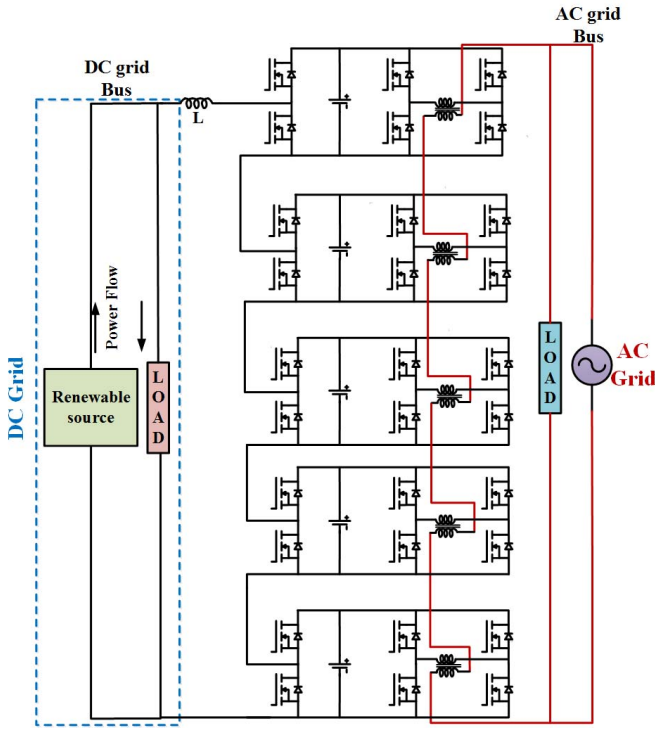 AC grid
Bus
DC grid
Bus
L
Power Flow
DC Grid
Renewable
source
L
O
A
D
L
O
A
D
AC
Grid